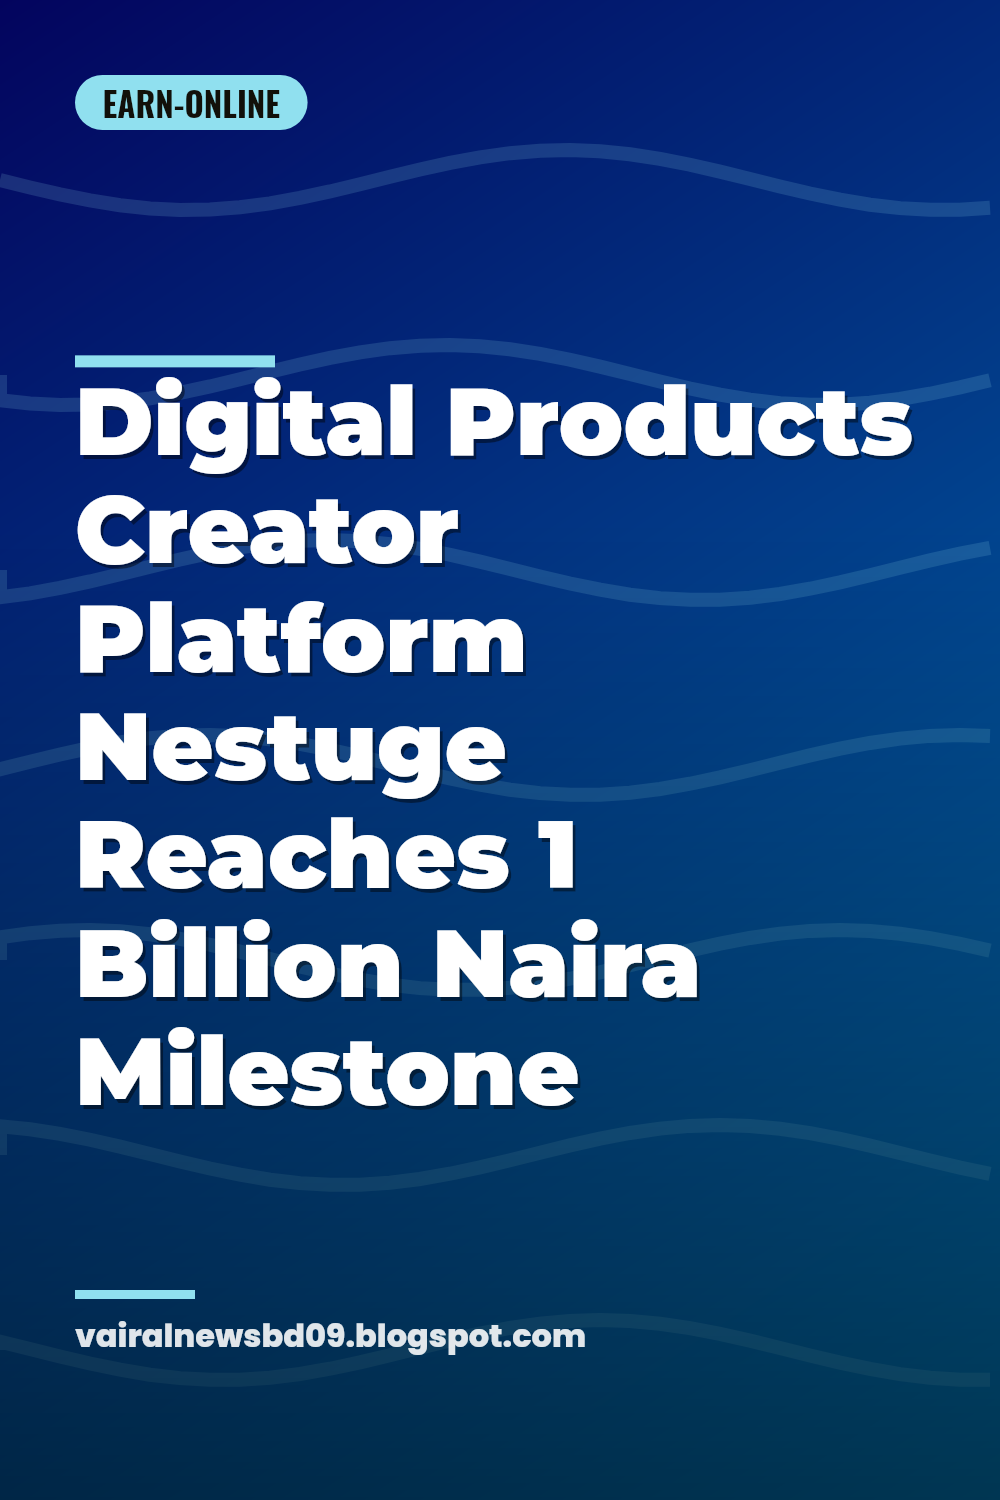 EARN-ONLINE
Digital Products
Creator
Platform
Nestuge
Reaches 1
Billion Naira
Milestone
vairalnewsbd09.blogspot.com